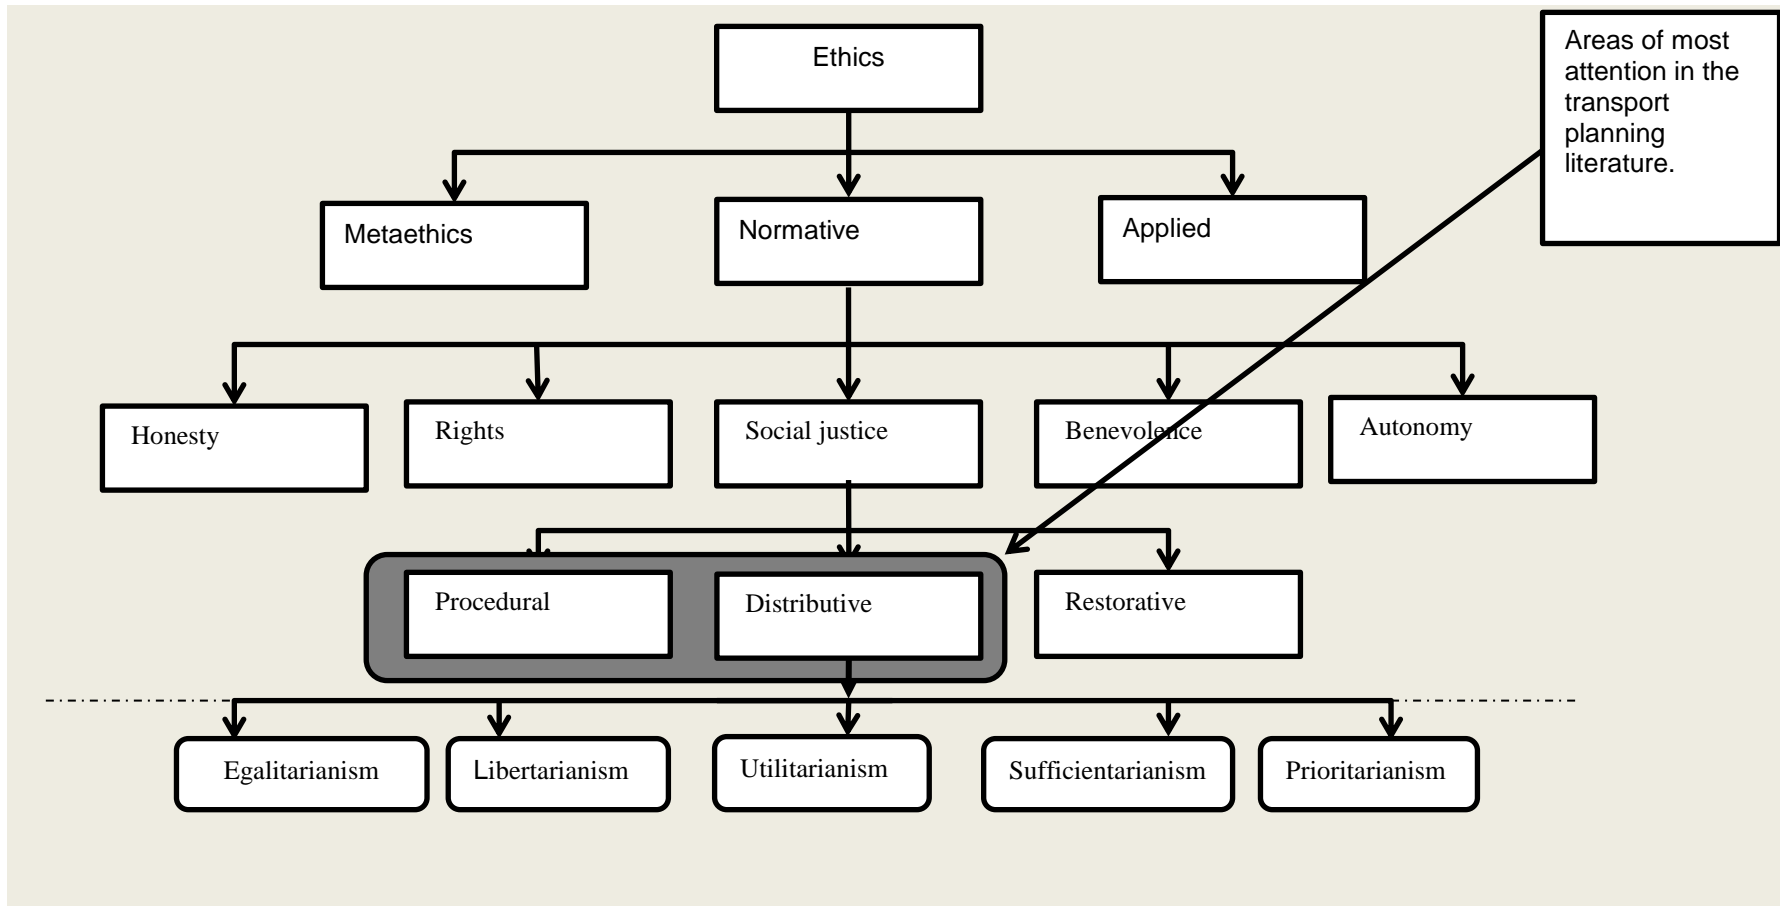 Ethics
Areas of most
attention in the
transport
planning
literature.
Metaethics
Normative
Applied
Honesty
Rights
Social justice
Benevolence
Autonomy
Procedural
Distributive
Restorative
Egalitarianism
Libertarianism
Utilitarianism
Sufficientarianism
Prioritarianism